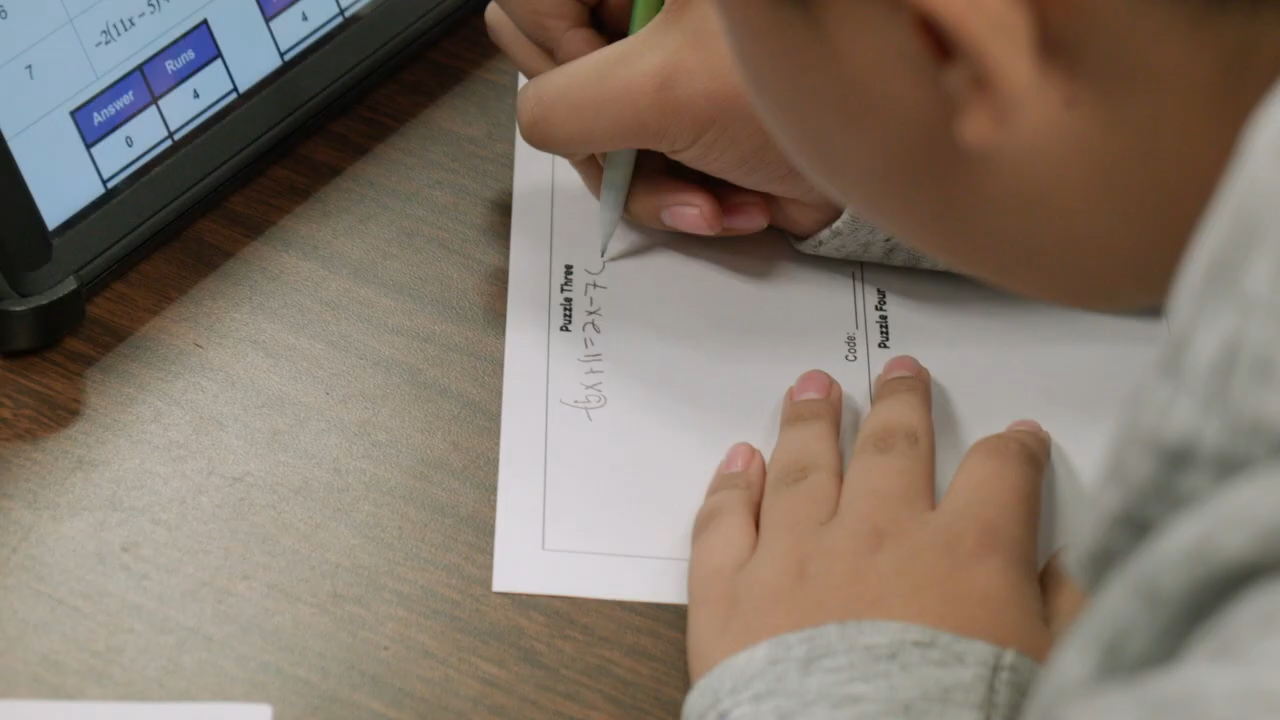 -2(11x-5)
7
Answer
Runs
0
4
4
Puzzle Three
6x+11=2x-7(
Code:
Puzzle Four